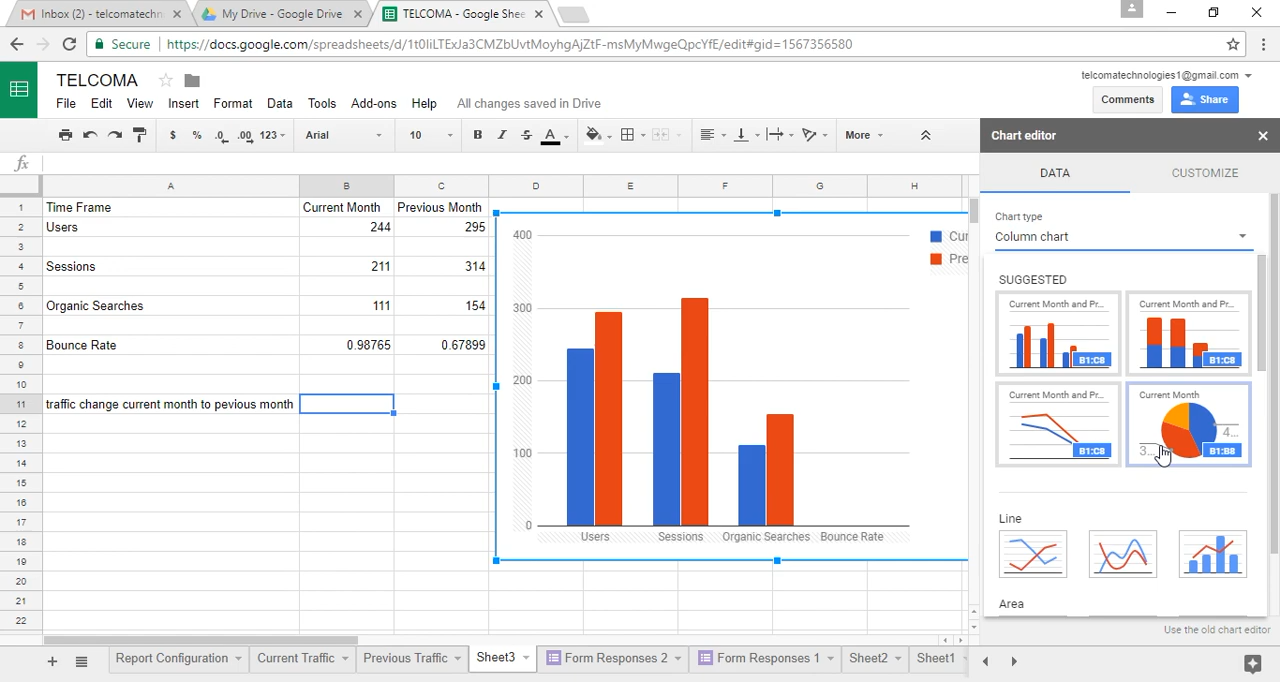 Inbox (2) - telcomatechn
My Drive - Google Drive
TELCOMA - Google Shee
Secure
https://docs.google.com/spreadsheets/d/1t0liLTExJa3CMZbUvtMoyhgAjZtF-msMyMwgeQpcYfE/edit#gid=1567356580
TELCOMA
telcomatechnologies1@gmail.com
File Edit View Insert Format Data Tools Add-ons Help All changes saved in Drive
Comments Share
$ % .0 .00 123 Arial 10 B I S A More
Chart editor
fx
DATA CUSTOMIZE
A B C D E F G H
1 Time Frame Current Month Previous Month
2 Users 244 295
3
4 Sessions 211 314
5
6 Organic Searches 111 154
7
8 Bounce Rate 0.98765 0.67899
9
10
11 traffic change current month to pevious month
12
13
14
15
16
17
18
19
20
21
22
400
300
200
100
0
Users Sessions Organic Searches Bounce Rate
Cur
Pre
Chart type
Column chart
SUGGESTED
Current Month and Pr...
B1:C8
Current Month and Pr...
B1:C8
Current Month and Pr...
B1:C8
Current Month
4...
3...
B1:B8
Line
Area
Use the old chart editor
Report Configuration Current Traffic Previous Traffic Sheet3 Form Responses 2 Form Responses 1 Sheet2 Sheet1